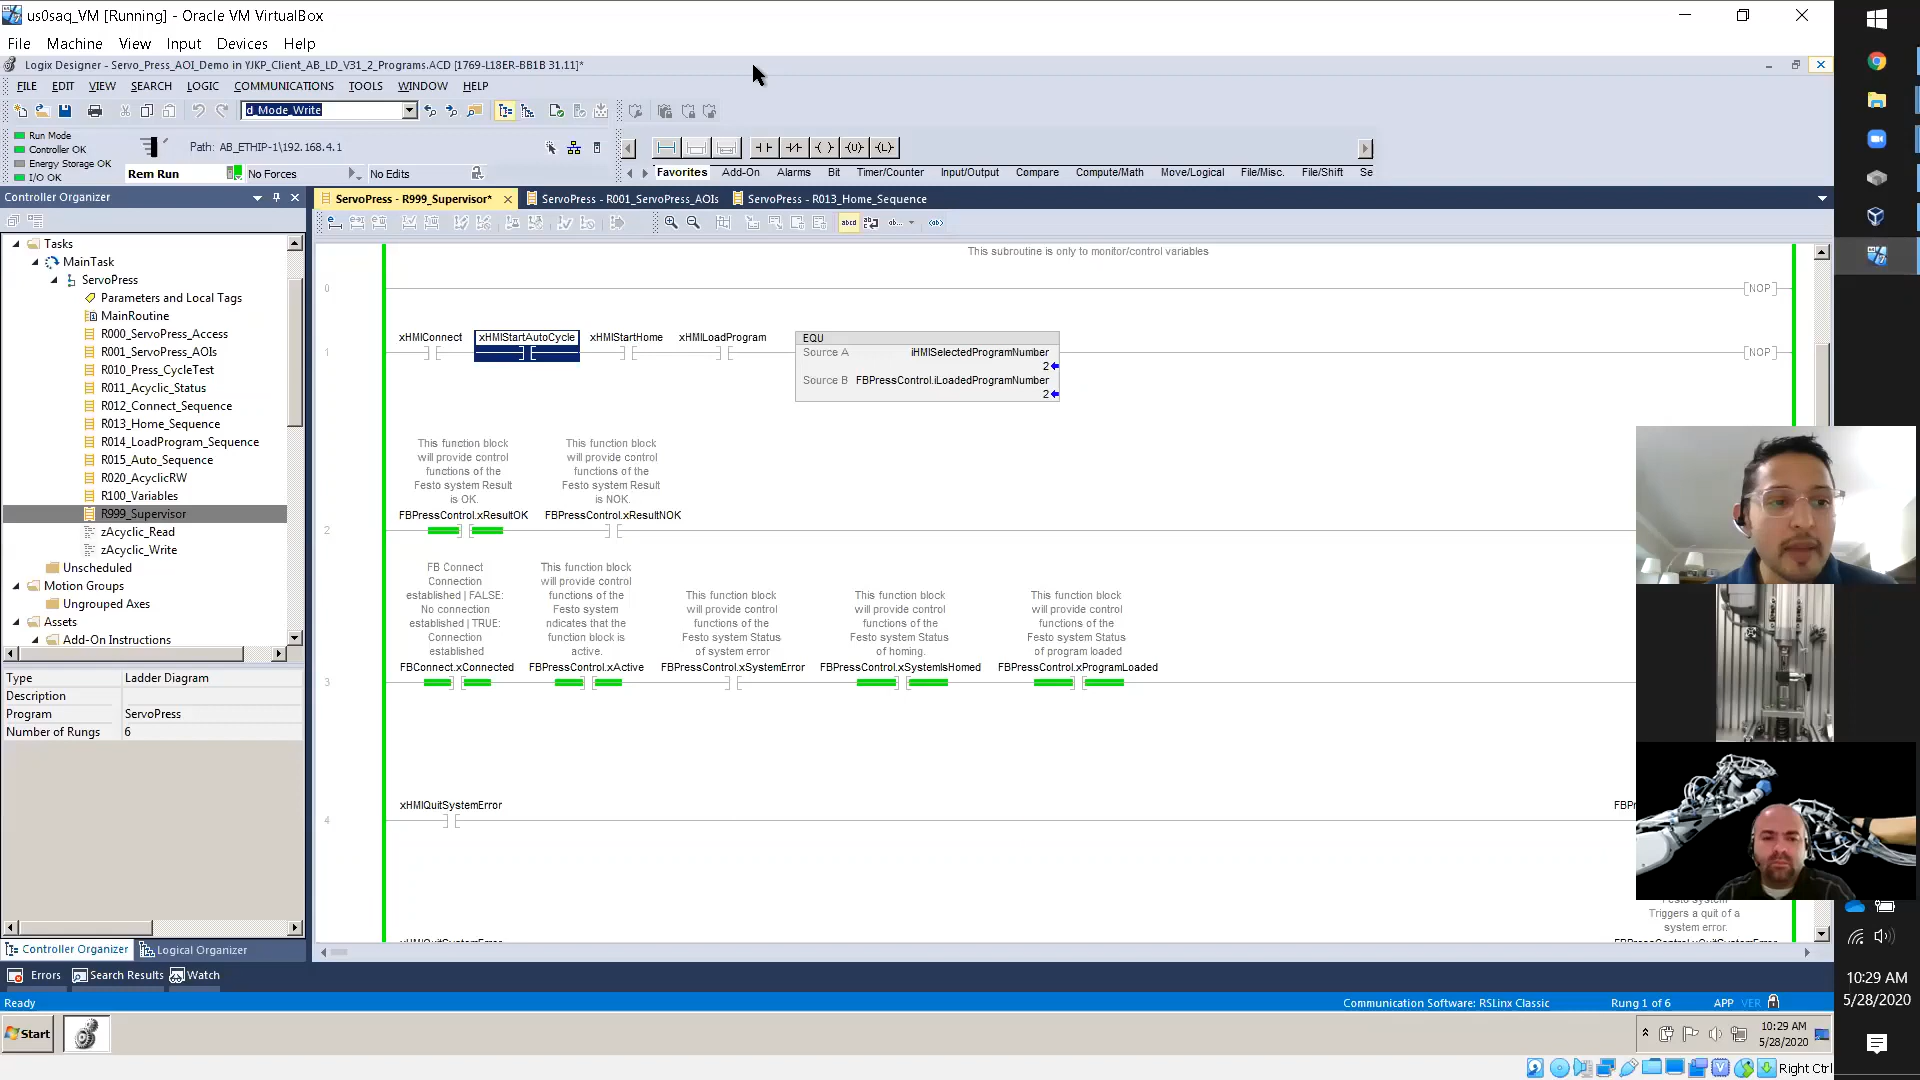 us0saq_VM [Running] - Oracle VM VirtualBox
File Machine View Input Devices Help
Logix Designer - Servo_Press_AOI_Demo in YJKP_Client_AB_LD_V31_2_Programs.ACD [1769-L18ER-BB1B 31.11]*
FILE EDIT VIEW SEARCH LOGIC COMMUNICATIONS TOOLS WINDOW HELP
d_Mode_Write
Run Mode
Controller OK
Energy Storage OK
I/O OK
Path: AB_ETHIP-1\192.168.4.1
Rem Run
No Forces
No Edits
Favorites Add-On Alarms Bit Timer/Counter Input/Output Compare Compute/Math Move/Logical File/Misc. File/Shift Se
Controller Organizer
ServoPress - R999_Supervisor*
ServoPress - R001_ServoPress_AOIs
ServoPress - R013_Home_Sequence
Tasks
MainTask
ServoPress
Parameters and Local Tags
MainRoutine
R000_ServoPress_Access
R001_ServoPress_AOIs
R010_Press_CycleTest
R011_Acyclic_Status
R012_Connect_Sequence
R013_Home_Sequence
R014_LoadProgram_Sequence
R015_Auto_Sequence
R020_AcyclicRW
R100_Variables
R999_Supervisor
zAcyclic_Read
zAcyclic_Write
Unscheduled
Motion Groups
Ungrouped Axes
Assets
Add-On Instructions
Type Ladder Diagram
Description
Program ServoPress
Number of Rungs 6
Controller Organizer
Logical Organizer
This subroutine is only to monitor/control variables
0
NOP
xHMIConnect xHMIStartAutoCycle xHMIStartHome xHMILoadProgram
EQU
Source A iHMISelectedProgramNumber
2
Source B FBPressControl.iLoadedProgramNumber
2
1
NOP
This function block
will provide control
functions of the
Festo system Result
is OK.
FBPressControl.xResultOK
This function block
will provide control
functions of the
Festo system Result
is NOK.
FBPressControl.xResultNOK
2
FB Connect
Connection
established | FALSE:
No connection
established | TRUE:
Connection
established
FBConnect.xConnected
This function block
will provide control
functions of the
Festo system
ndicates that the
function block is
active.
FBPressControl.xActive
This function block
will provide control
functions of the
Festo system Status
of system error
FBPressControl.xSystemError
This function block
will provide control
functions of the
Festo system Status
of homing.
FBPressControl.xSystemIsHomed
This function block
will provide control
functions of the
Festo system Status
of program loaded
FBPressControl.xProgramLoaded
3
xHMIQuitSystemError
FBPr
4
Triggers a quit of a
system error.
Errors Search Results Watch
Ready
Communication Software: RSLinx Classic
Rung 1 of 6
APP VER
Start
10:29 AM
5/28/2020
Right Ctrl
10:29 AM
5/28/2020